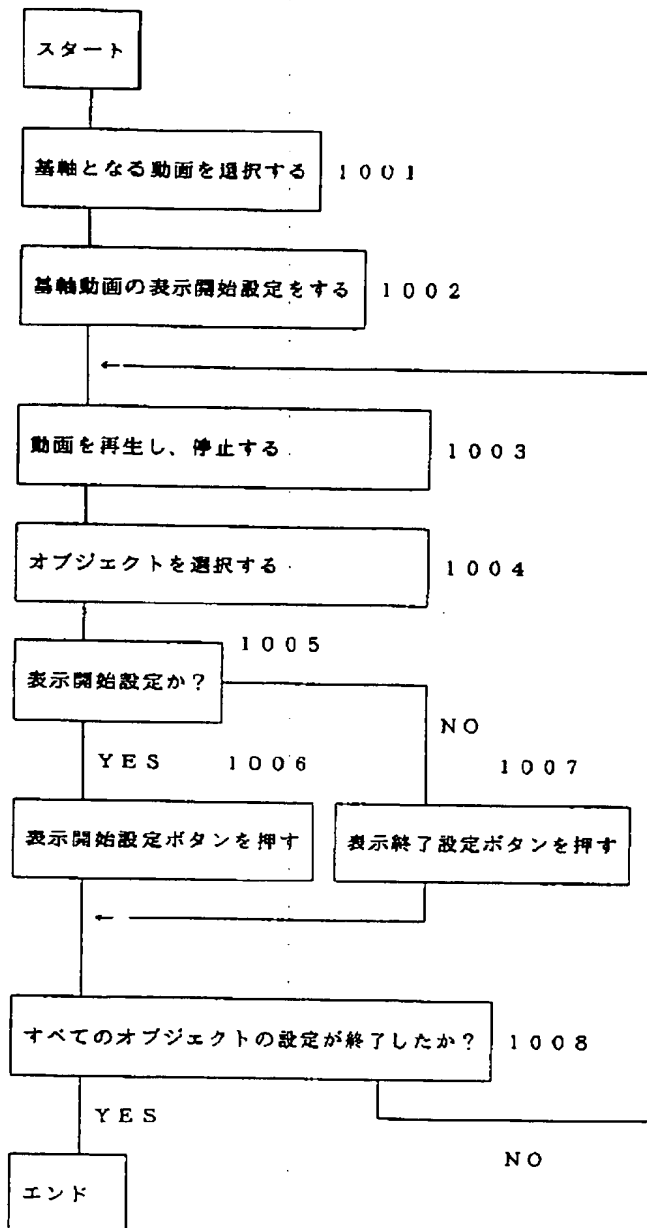 スタート
基軸となる動画を選択する 1001
基軸動画の表示開始設定をする 1002
動画を再生し、停止する 1003
オブジェクトを選択する 1004
1005
表示開始設定か?
NO
YES 1006 1007
表示開始設定ボタンを押す 表示終了設定ボタンを押す
すべてのオブジェクトの設定が終了したか? 1008
YES
NO
エンド